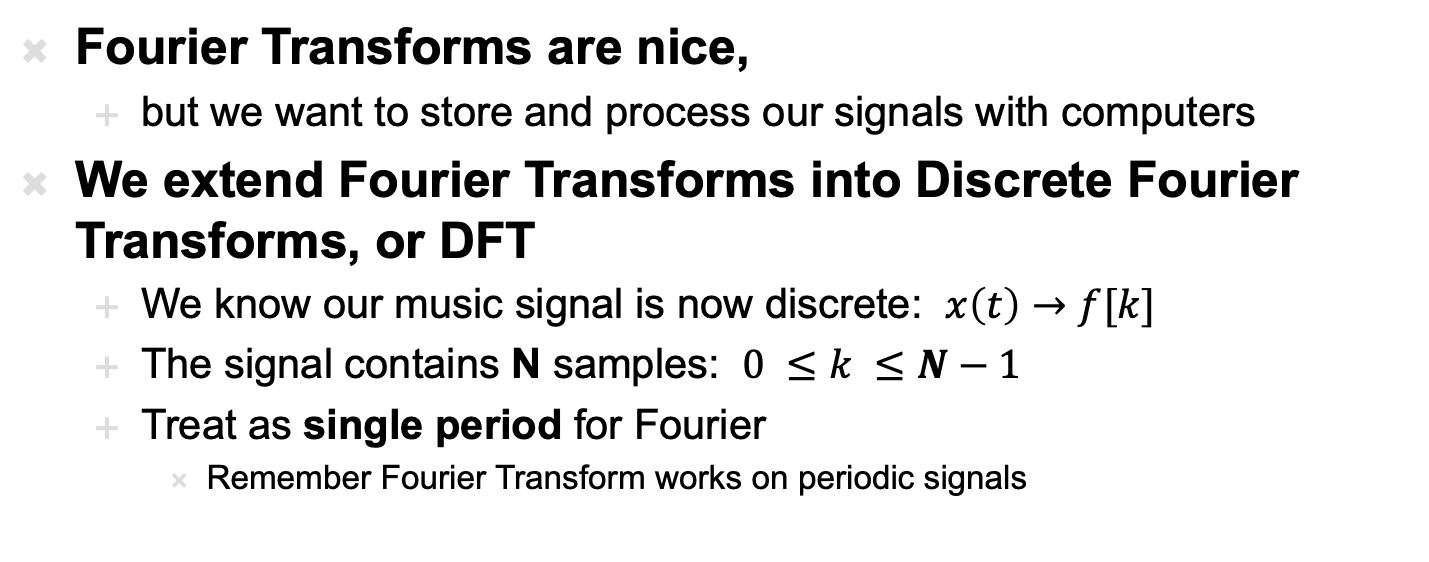 Fourier Transforms are nice,
but we want to store and process our signals with computers
We extend Fourier Transforms into Discrete Fourier
Transforms, or DFT
We know our music signal is now discrete: x(t) → f[k]
The signal contains N samples: 0 ≤ k ≤ N − 1
Treat as single period for Fourier
Remember Fourier Transform works on periodic signals